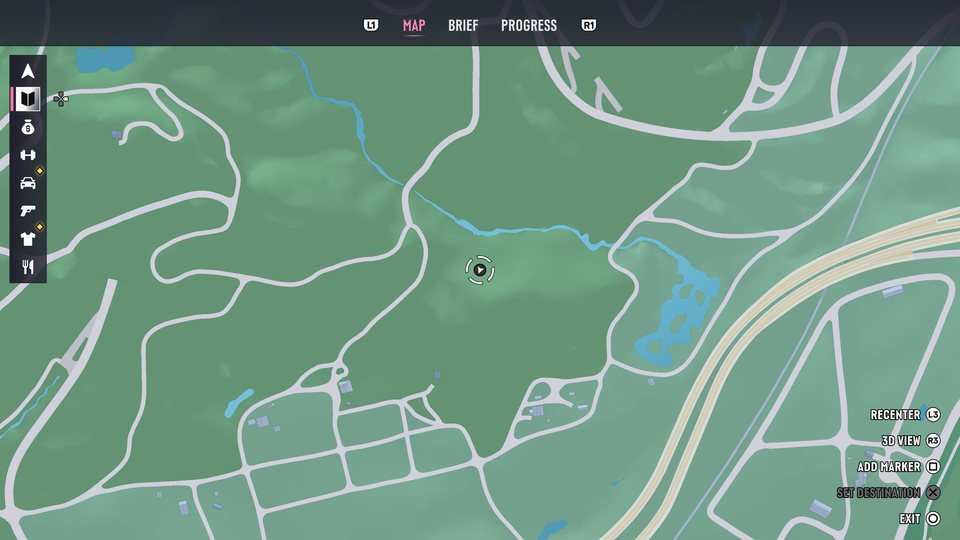 L1 MAP BRIEF PROGRESS R1
RECENTER L3
3D VIEW R3
ADD MARKER
SET DESTINATION
EXIT